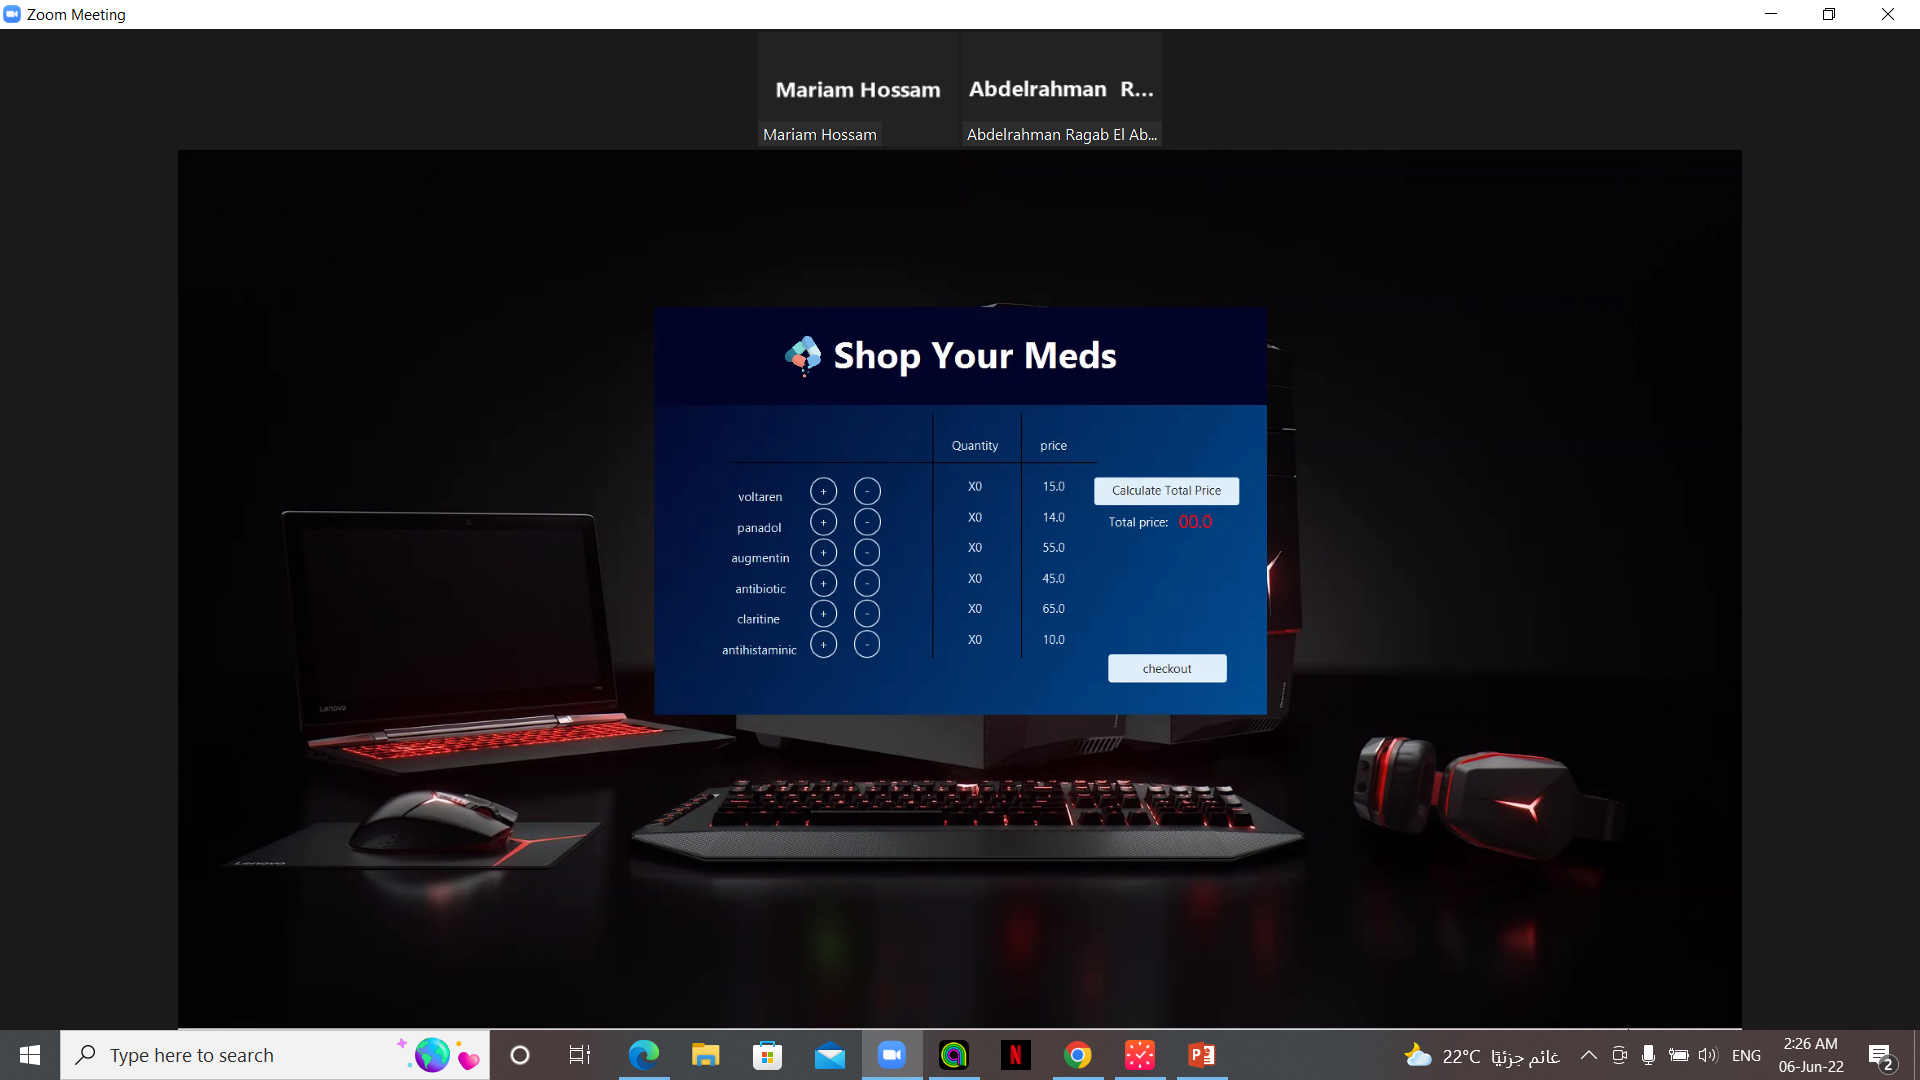 Zoom Meeting
Mariam Hossam
Abdelrahman R...
Mariam Hossam
Abdelrahman Ragab El Ab...
Shop Your Meds
Quantity price
voltaren + - X0 15.0
Calculate Total Price
panadol + - X0 14.0
Total price: 00.0
augmentin + - X0 55.0
antibiotic + - X0 45.0
claritine + - X0 65.0
antihistaminic + - X0 10.0
checkout
Lenovo
Lenovo
Type here to search
22°C غائم جزئيًا
ENG
2:26 AM
06-Jun-22
2